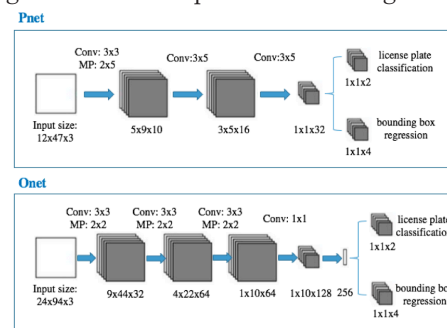 Pnet
Conv: 3x3
MP: 2x5
Conv:3x5
Conv:3x5
license plate
classification
1x1x2
Input size:
12x47x3
5x9x10
3x5x16
1x1x32
bounding box
regression
1x1x4
Onet
Conv: 3x3
MP: 2x2
Conv: 3x3
MP: 2x2
Conv: 3x3
MP: 2x2
Conv: 1x1
license plate
classification
1x1x2
Input size:
24x94x3
9x44x32
4x22x64
1x10x64
1x10x128
256
bounding box
regression
1x1x4